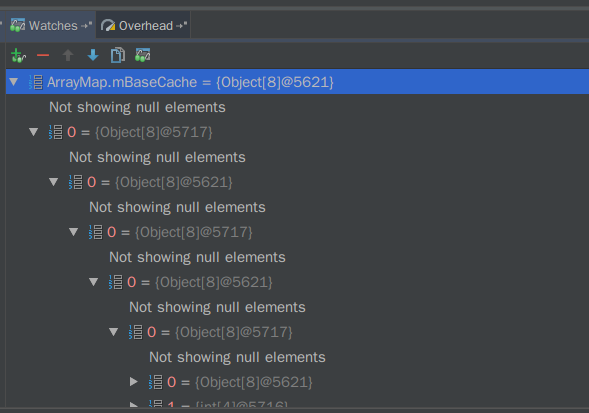 Watches Overhead
ArrayMap.mBaseCache = {Object[8]@5621}
Not showing null elements
0 = {Object[8]@5717}
Not showing null elements
0 = {Object[8]@5621}
Not showing null elements
0 = {Object[8]@5717}
Not showing null elements
0 = {Object[8]@5621}
Not showing null elements
0 = {Object[8]@5717}
Not showing null elements
0 = {Object[8]@5621}
1 = {int[4]@5716}